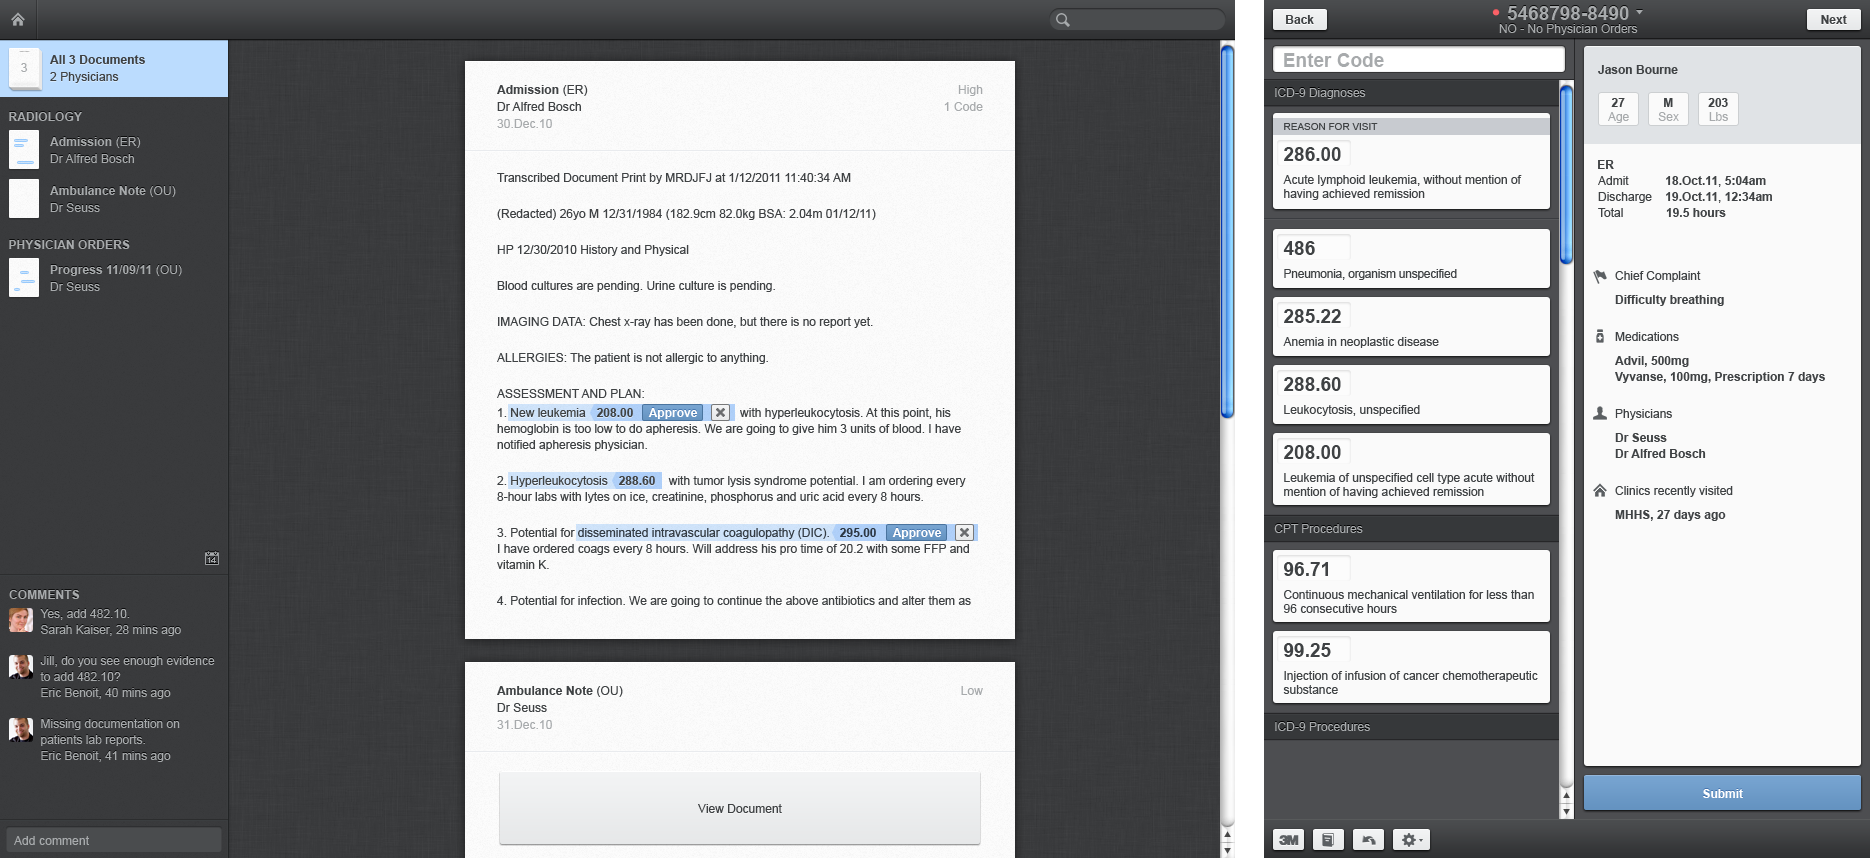 All 3 Documents
2 Physicians
3
RADIOLOGY
Admission (ER)
Dr Alfred Bosch
Ambulance Note (OU)
Dr Seuss
PHYSICIAN ORDERS
Progress 11/09/11 (OU)
Dr Seuss
14
COMMENTS
Yes, add 482.10.
Sarah Kaiser, 28 mins ago
Jill, do you see enough evidence
to add 482.10?
Eric Benoit, 40 mins ago
Missing documentation on
patients lab reports.
Eric Benoit, 41 mins ago
Add comment
Admission (ER)
High
Dr Alfred Bosch
1 Code
30.Dec.10
Transcribed Document Print by MRDJFJ at 1/12/2011 11:40:34 AM
(Redacted) 26yo M 12/31/1984 (182.9cm 82.0kg BSA: 2.04m 01/12/11)
HP 12/30/2010 History and Physical
Blood cultures are pending. Urine culture is pending.
IMAGING DATA: Chest x-ray has been done, but there is no report yet.
ALLERGIES: The patient is not allergic to anything.
ASSESSMENT AND PLAN:
1. New leukemia 208.00 Approve with hyperleukocytosis. At this point, his
hemoglobin is too low to do apheresis. We are going to give him 3 units of blood. I have
notified apheresis physician.
2. Hyperleukocytosis 288.60 with tumor lysis syndrome potential. I am ordering every
8-hour labs with lytes on ice, creatinine, phosphorus and uric acid every 8 hours.
3. Potential for disseminated intravascular coagulopathy (DIC). 295.00 Approve
I have ordered coags every 8 hours. Will address his pro time of 20.2 with some FFP and
vitamin K.
4. Potential for infection. We are going to continue the above antibiotics and alter them as
Ambulance Note (OU)
Low
Dr Seuss
31.Dec.10
View Document
Back
5468798-8490
NO - No Physician Orders
Next
Enter Code
ICD-9 Diagnoses
REASON FOR VISIT
286.00
Acute lymphoid leukemia, without mention of
having achieved remission
486
Pneumonia, organism unspecified
285.22
Anemia in neoplastic disease
288.60
Leukocytosis, unspecified
208.00
Leukemia of unspecified cell type acute without
mention of having achieved remission
CPT Procedures
96.71
Continuous mechanical ventilation for less than
96 consecutive hours
99.25
Injection of infusion of cancer chemotherapeutic
substance
ICD-9 Procedures
3M
Jason Bourne
27 M 203
Age Sex Lbs
ER
Admit 18.Oct.11, 5:04am
Discharge 19.Oct.11, 12:34am
Total 19.5 hours
Chief Complaint
Difficulty breathing
Medications
Advil, 500mg
Vyvanse, 100mg, Prescription 7 days
Physicians
Dr Seuss
Dr Alfred Bosch
Clinics recently visited
MHHS, 27 days ago
Submit